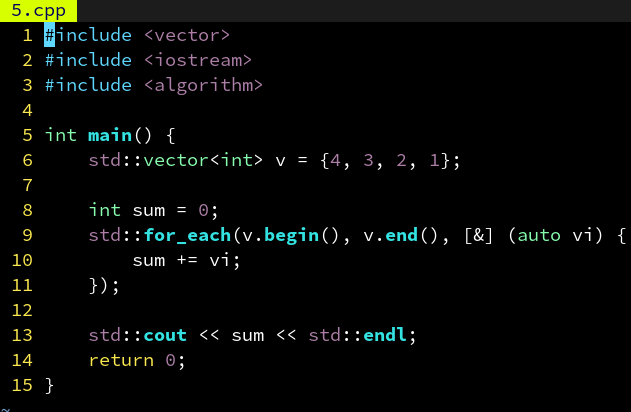 5.cpp
1 #include <vector>
2 #include <iostream>
3 #include <algorithm>
4
5 int main() {
6     std::vector<int> v = {4, 3, 2, 1};
7
8     int sum = 0;
9     std::for_each(v.begin(), v.end(), [&] (auto vi) {
10         sum += vi;
11     });
12
13     std::cout << sum << std::endl;
14     return 0;
15 }
~